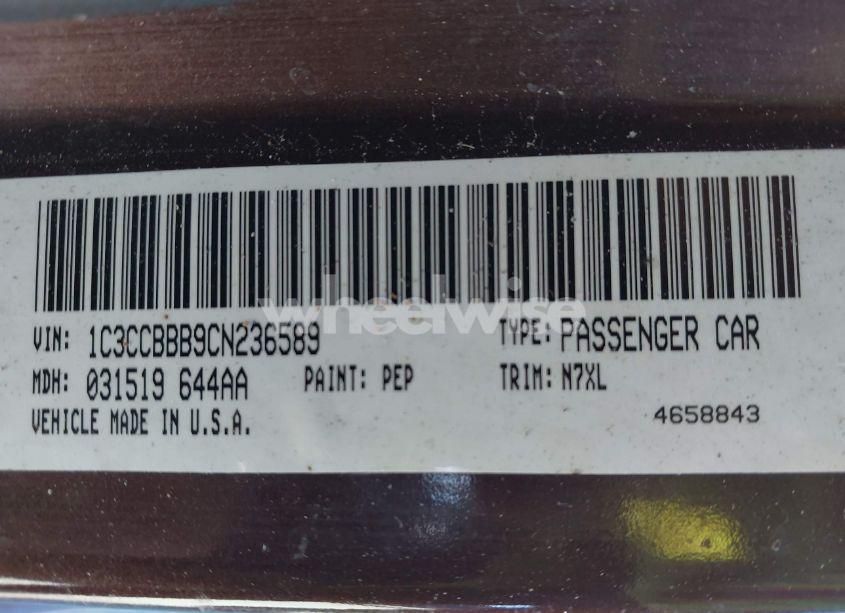 wheelwise
VIN: 1C3CCBBB9CN236589 TYPE: PASSENGER CAR
MDH: 031519 644AA PAINT: PEP TRIM: N7XL
VEHICLE MADE IN U.S.A. 4658843